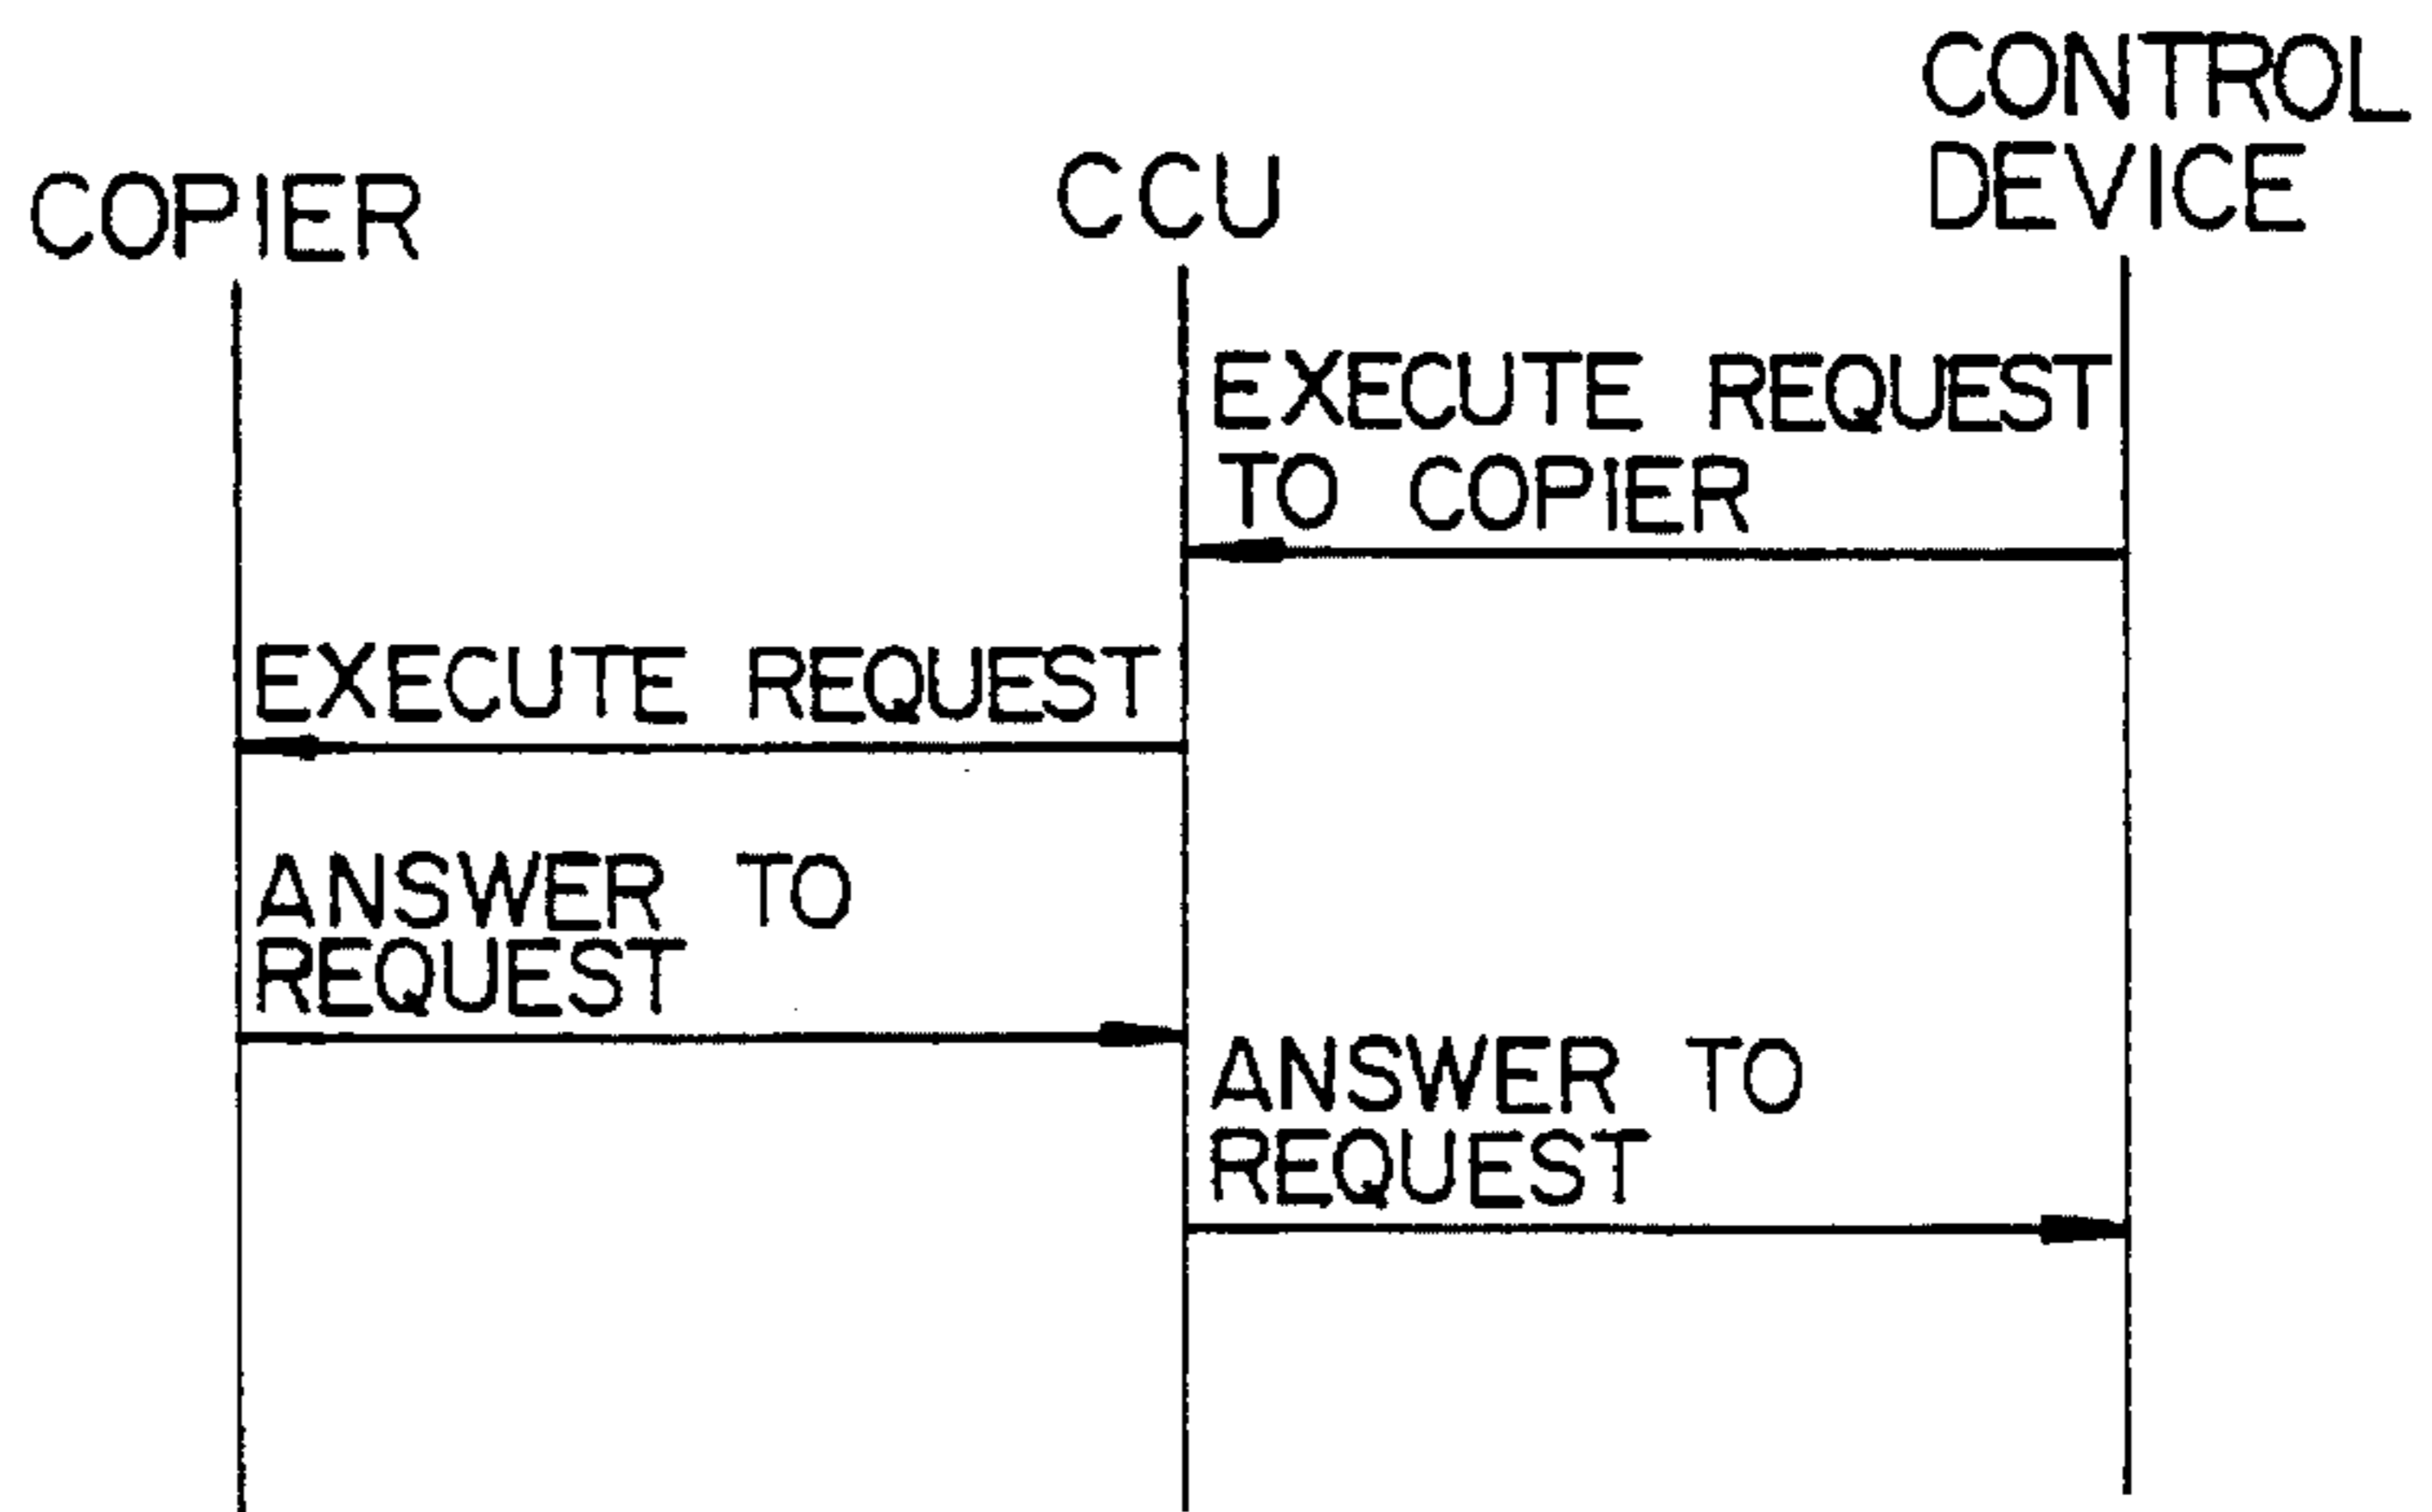 COPIER
CCU
CONTROL
DEVICE
EXECUTE REQUEST
TO COPIER
EXECUTE REQUEST
ANSWER TO
REQUEST
ANSWER TO
REQUEST